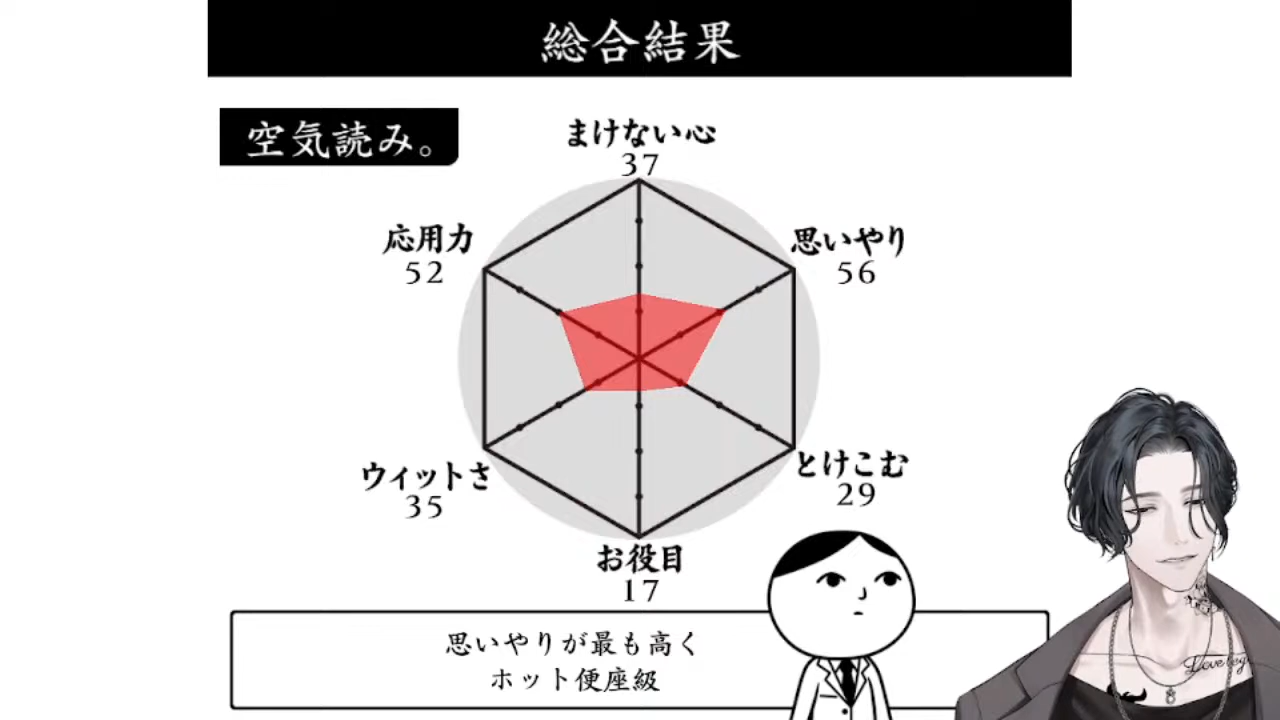 総合結果
空気読み。
まけない心
37
応用力
52
思いやり
56
ウィットさ
35
とけこむ
29
お役目
17
思いやりが最も高く
ホット便座級